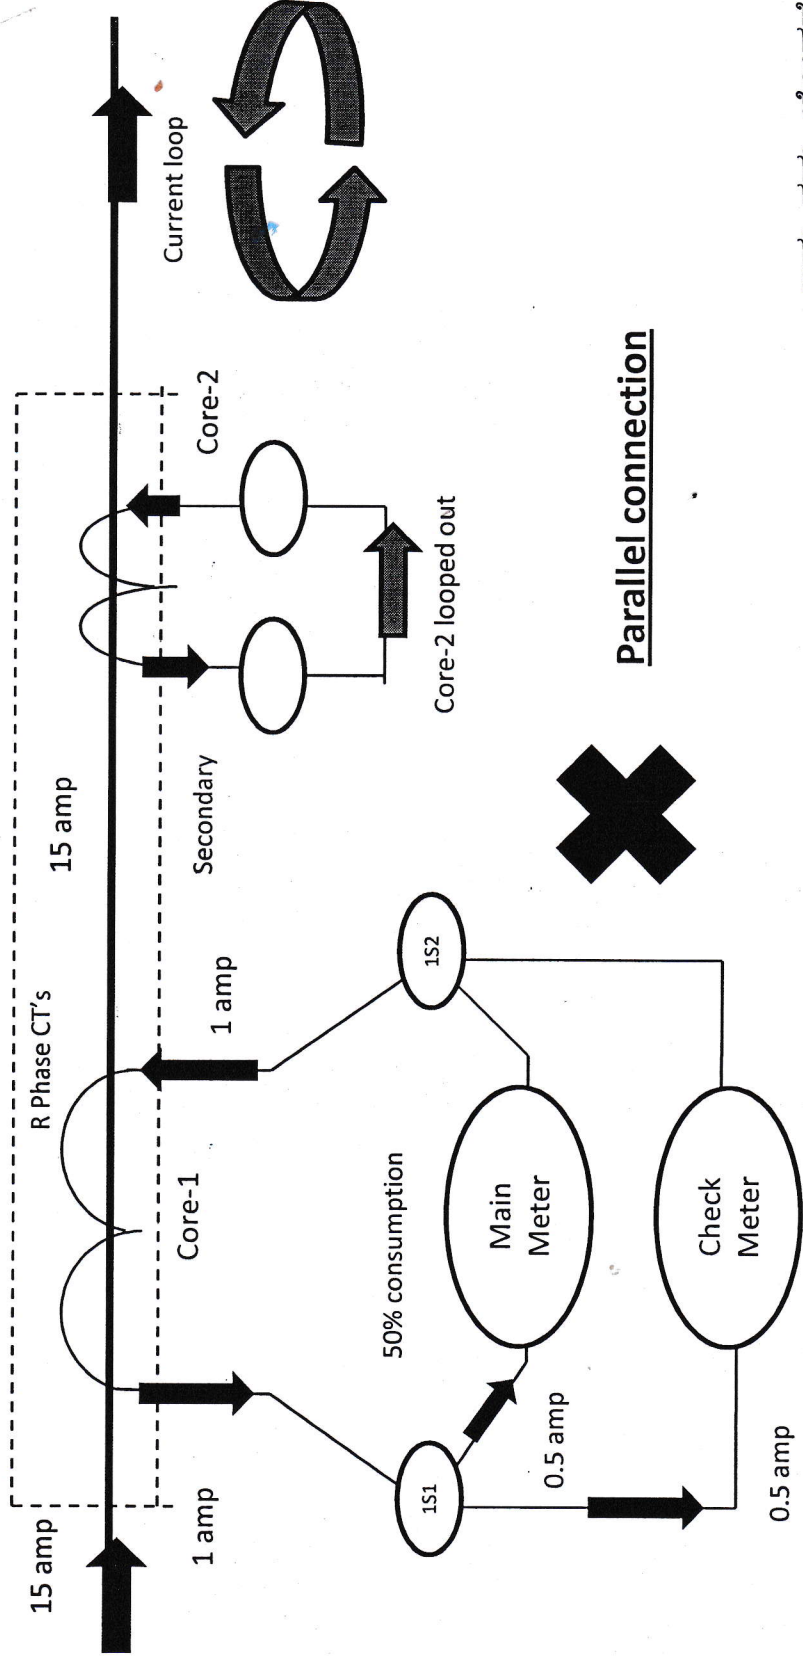 15 amp
R Phase CT's
15 amp
1 amp
Core-1
1 amp
Secondary
Core-2
Current loop
50% consumption
1S1
1S2
0.5 amp
Main
Meter
Core-2 looped out
Check
Meter
0.5 amp
Parallel connection